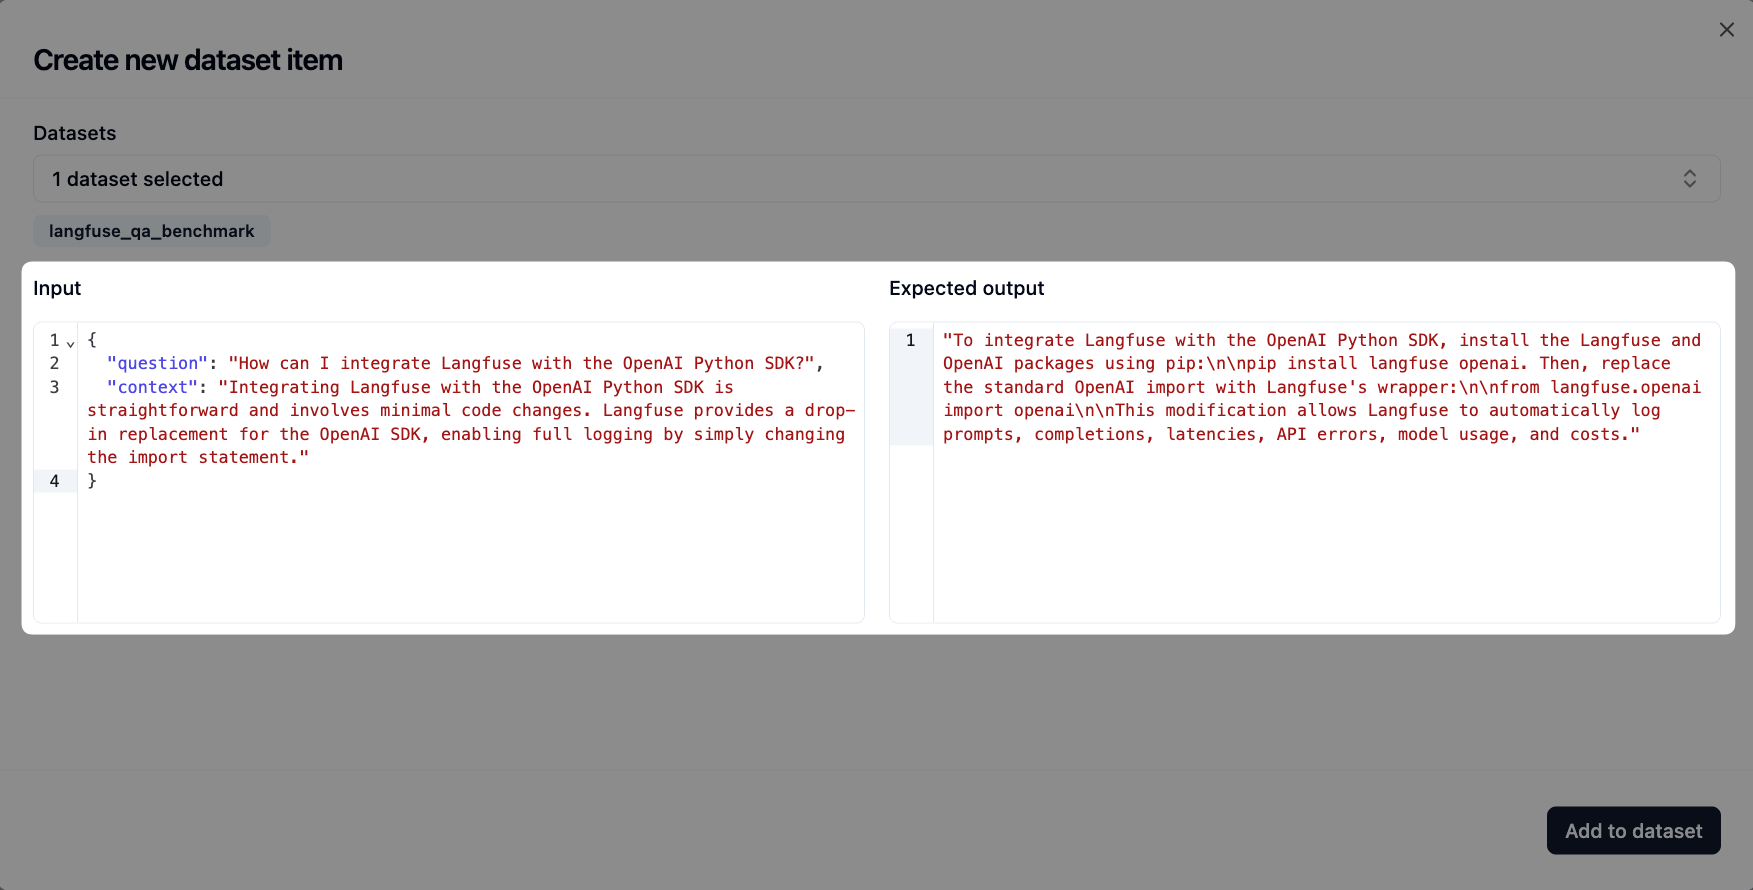 Create new dataset item
Datasets
1 dataset selected
langfuse_qa_benchmark
Input
1 {
2 "question": "How can I integrate Langfuse with the OpenAI Python SDK?",
3 "context": "Integrating Langfuse with the OpenAI Python SDK is
straightforward and involves minimal code changes. Langfuse provides a drop-
in replacement for the OpenAI SDK, enabling full logging by simply changing
the import statement."
4 }
Expected output
1 "To integrate Langfuse with the OpenAI Python SDK, install the Langfuse and
OpenAI packages using pip:\n\npip install langfuse openai. Then, replace
the standard OpenAI import with Langfuse's wrapper:\n\nfrom langfuse.openai
import openai\n\nThis modification allows Langfuse to automatically log
prompts, completions, latencies, API errors, model usage, and costs."
Add to dataset